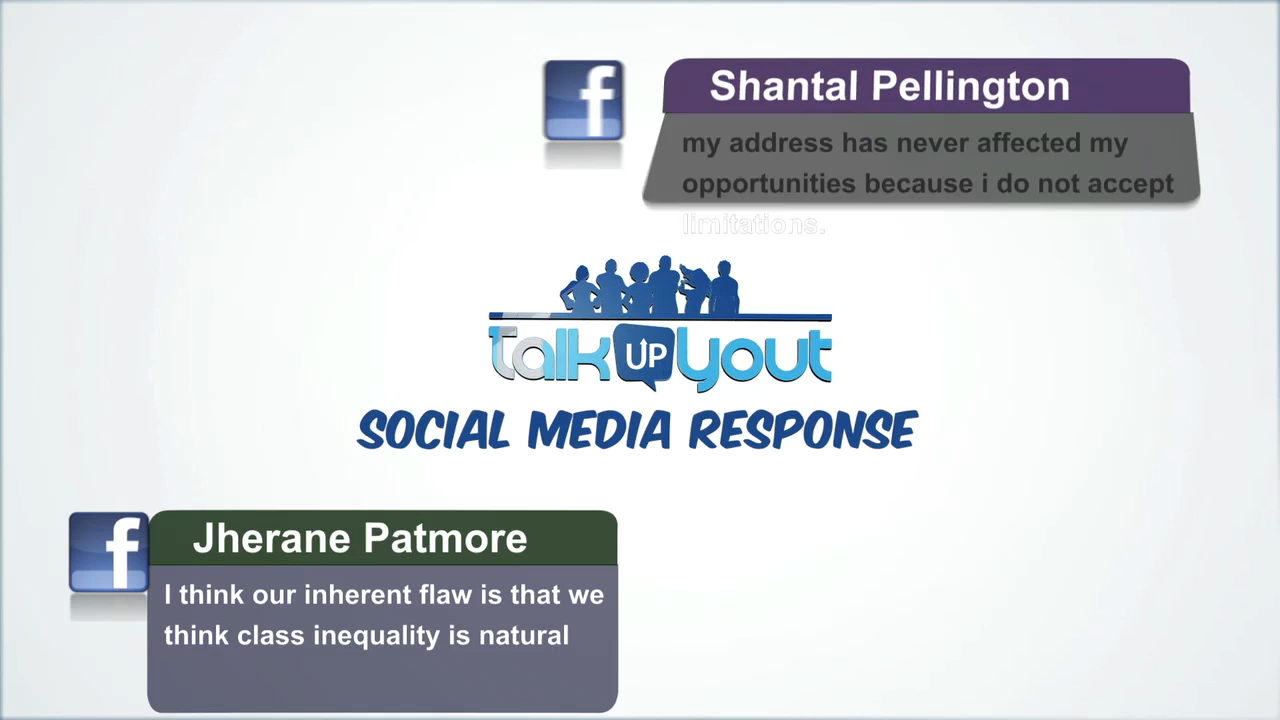 Shantal Pellington
my address has never affected my
opportunities because i do not accept
limitations.
talk UP yout
SOCIAL MEDIA RESPONSE
Jherane Patmore
I think our inherent flaw is that we
think class inequality is natural